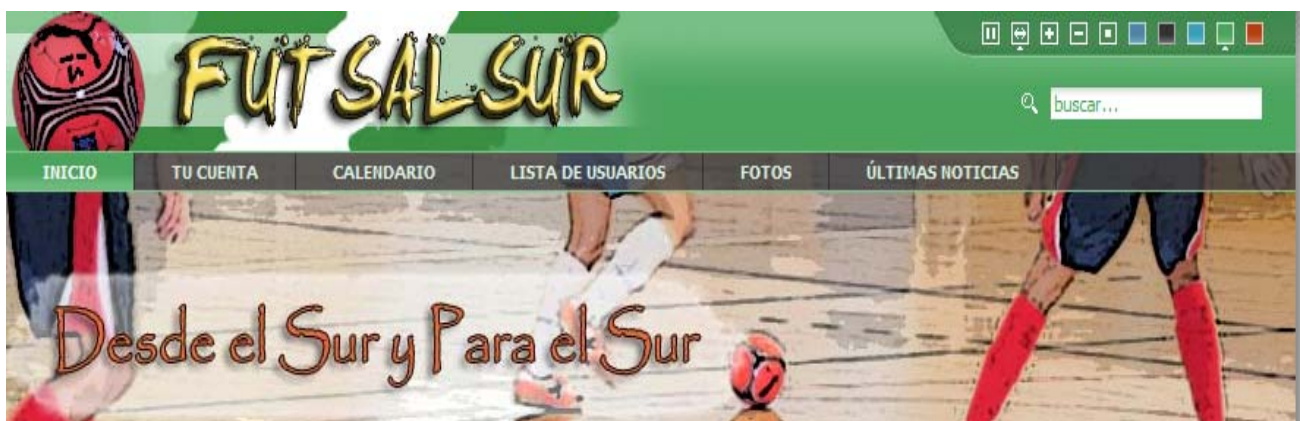 FUTSALSUR
buscar...
INICIO TU CUENTA CALENDARIO LISTA DE USUARIOS FOTOS ÚLTIMAS NOTICIAS
Desde el Sur y Para el Sur